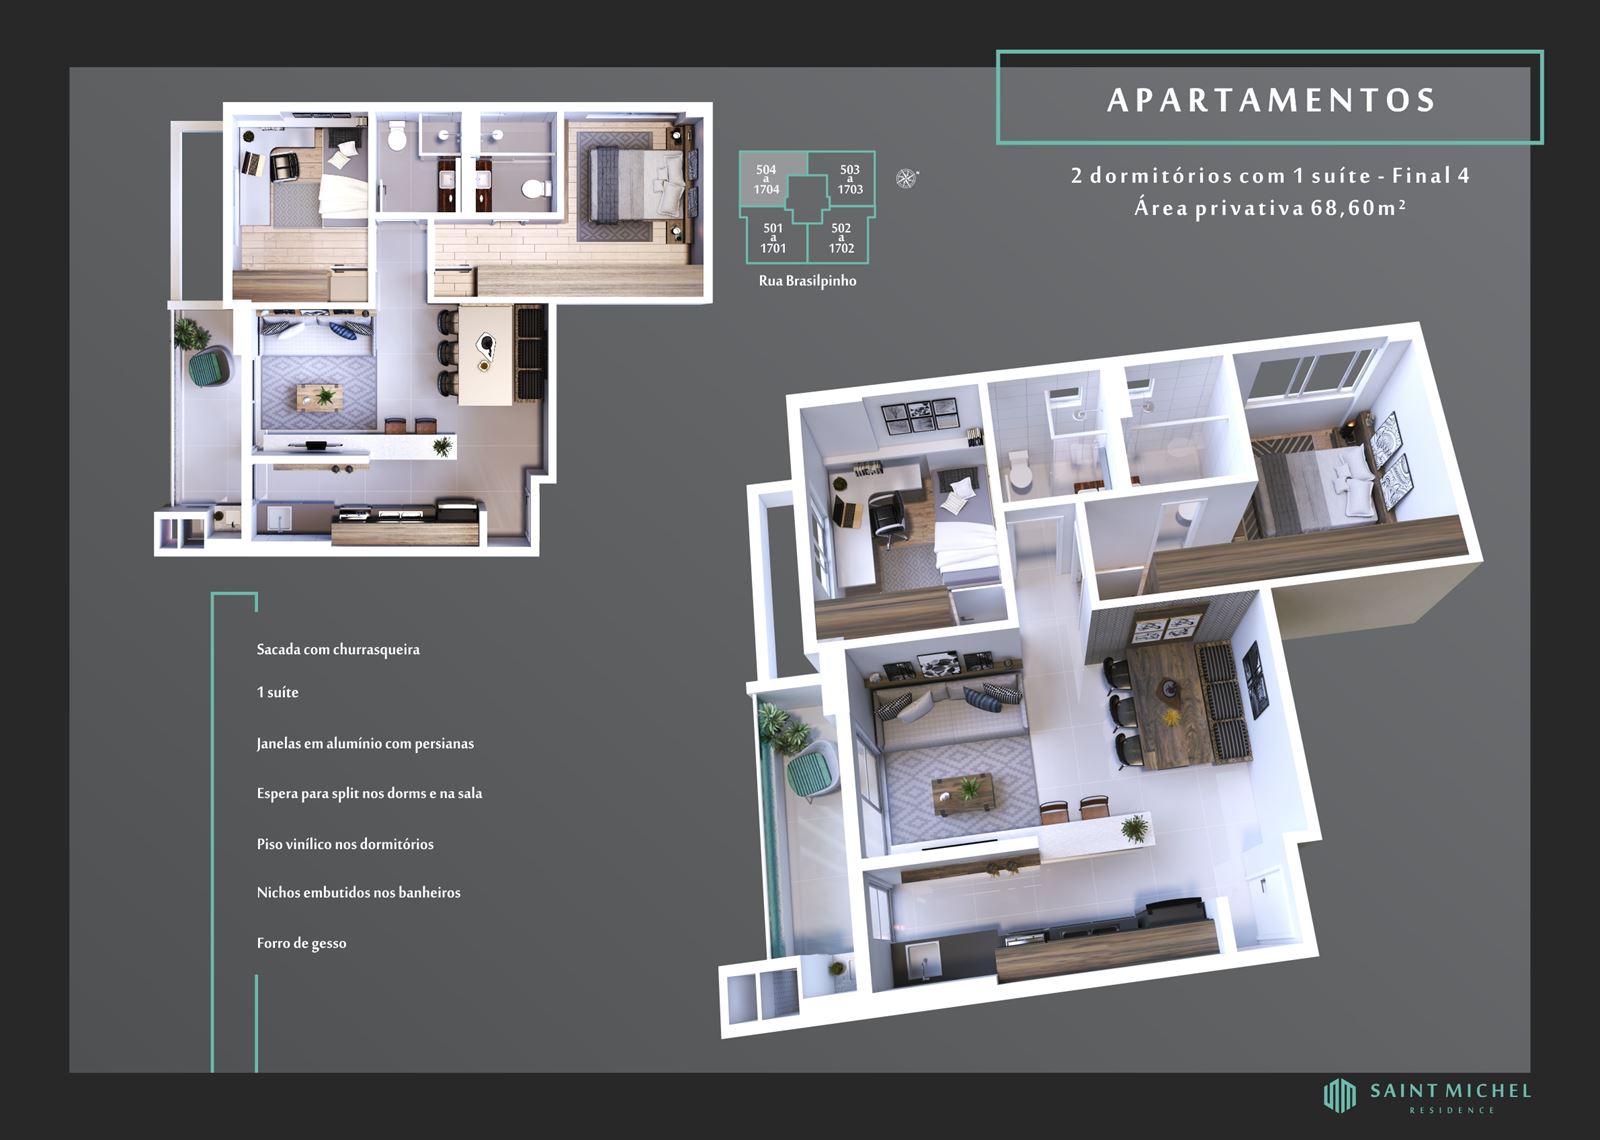 APARTAMENTOS
2 dormitórios com 1 suíte - Final 4
Área privativa 68,60m²
504
a
1704
503
a
1703
501
a
1701
502
a
1702
Rua Brasilpinho
Sacada com churrasqueira
1 suíte
Janelas em alumínio com persianas
Espera para split nos dorms e na sala
Piso vinílico nos dormitórios
Nichos embutidos nos banheiros
Forro de gesso
SAINT MICHEL
RESIDENCE